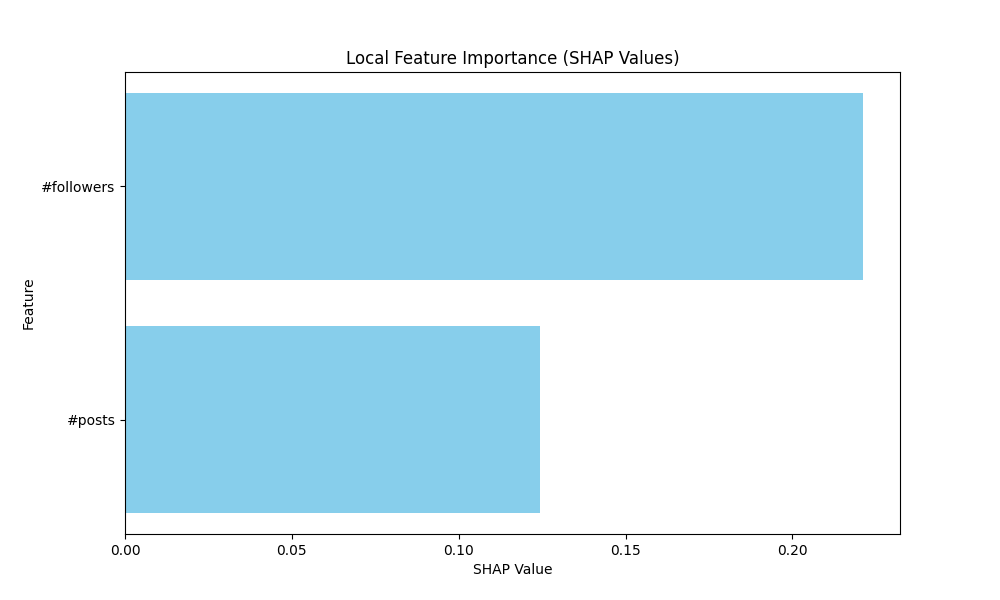 Local Feature Importance (SHAP Values)
Feature
#followers
#posts
0.00 0.05 0.10 0.15 0.20
SHAP Value